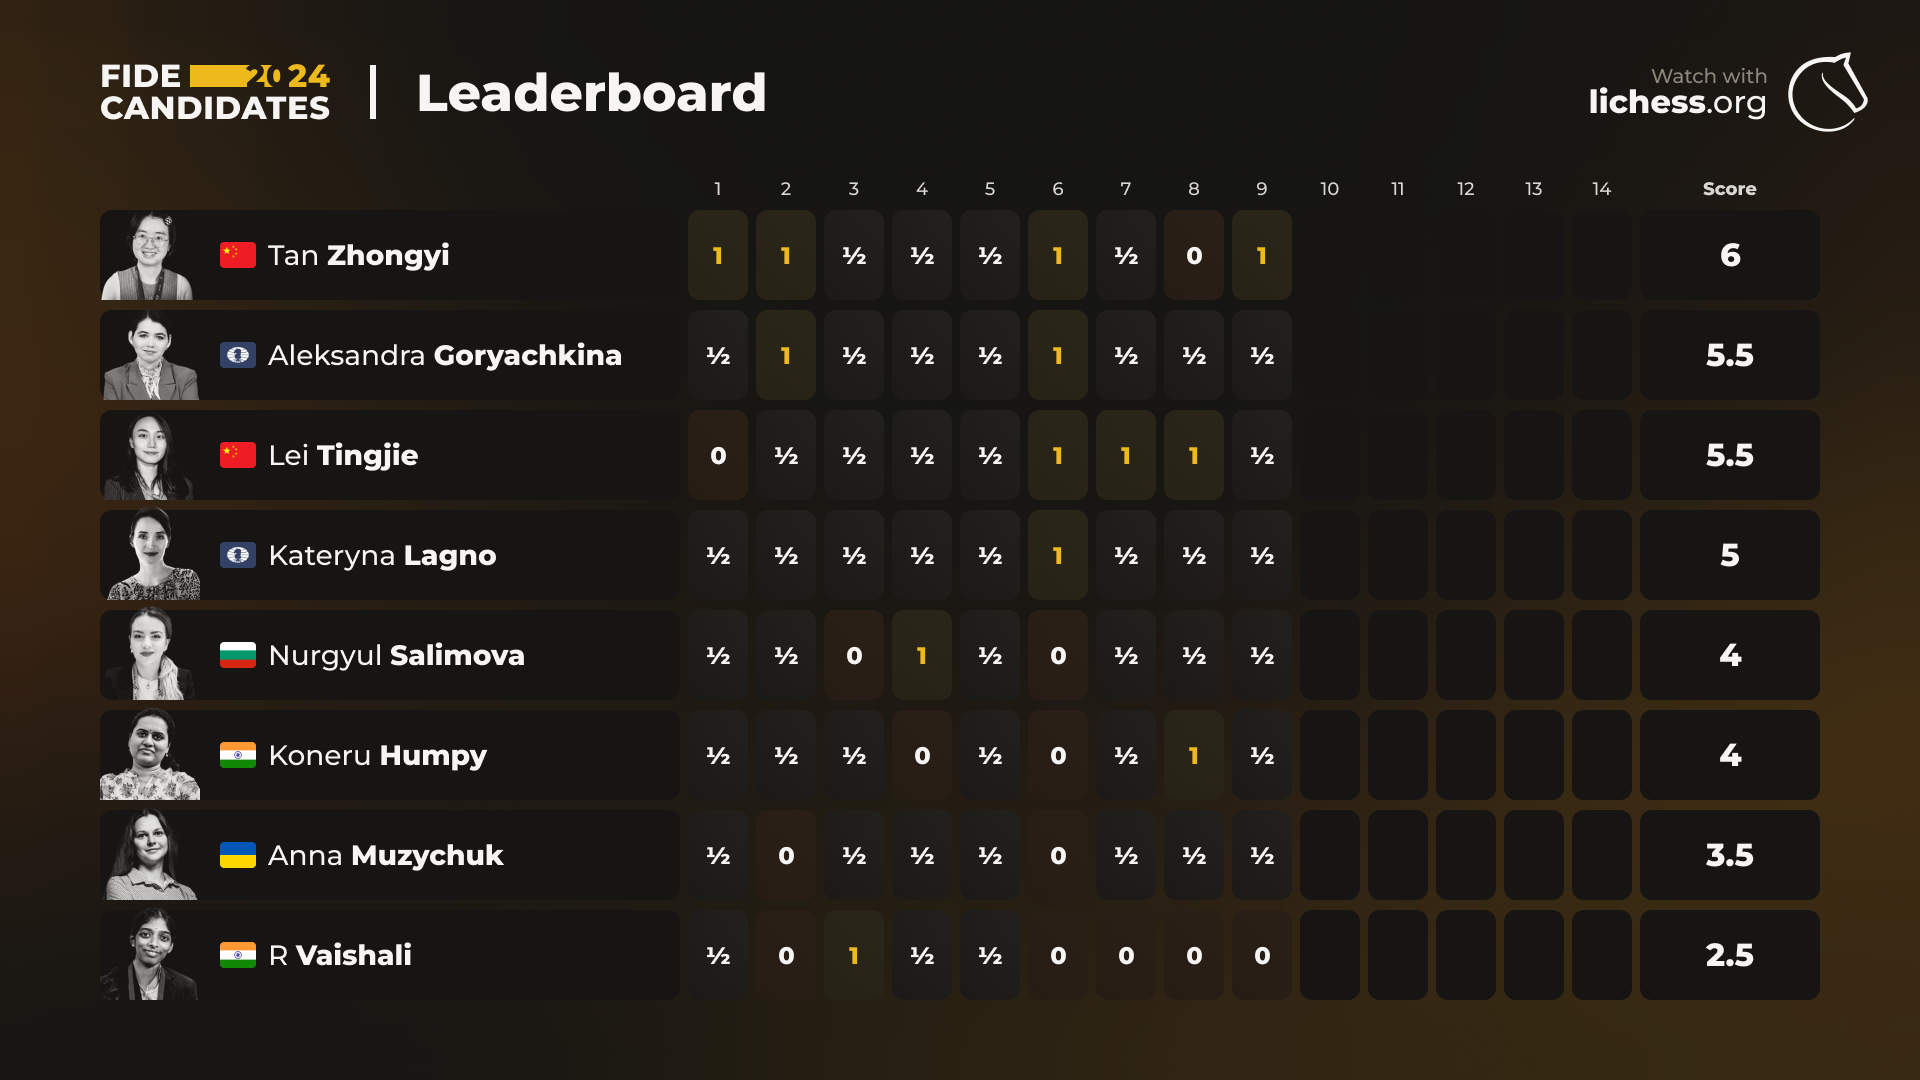 FIDE 2024
CANDIDATES
Leaderboard
Watch with
lichess.org
1 2 3 4 5 6 7 8 9 10 11 12 13 14 Score
Tan Zhongyi 1 1 ½ ½ ½ 1 ½ 0 1 6
Aleksandra Goryachkina ½ 1 ½ ½ ½ 1 ½ ½ ½ 5.5
Lei Tingjie 0 ½ ½ ½ ½ 1 1 1 ½ 5.5
Kateryna Lagno ½ ½ ½ ½ ½ 1 ½ ½ ½ 5
Nurgyul Salimova ½ ½ 0 1 ½ 0 ½ ½ ½ 4
Koneru Humpy ½ ½ ½ 0 ½ 0 ½ 1 ½ 4
Anna Muzychuk ½ 0 ½ ½ ½ 0 ½ ½ ½ 3.5
R Vaishali ½ 0 1 ½ ½ 0 0 0 0 2.5